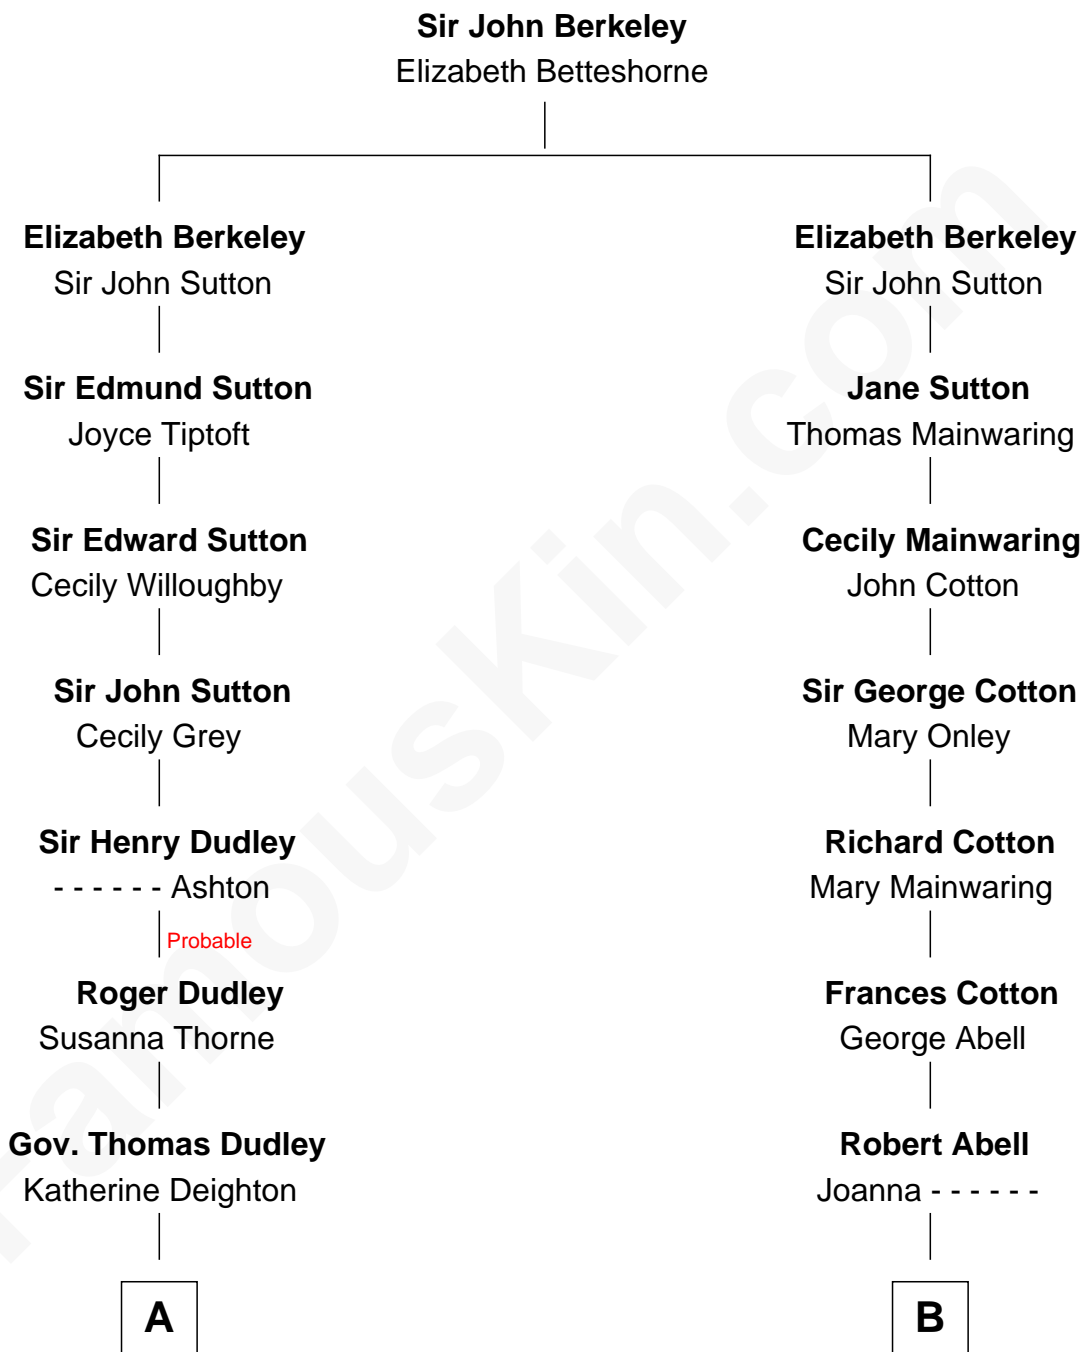 Sir John Berkeley
Elizabeth Betteshorne
Elizabeth Berkeley
Sir John Sutton
Sir Edmund Sutton
Joyce Tiptoft
Sir Edward Sutton
Cecily Willoughby
Sir John Sutton
Cecily Grey
Sir Henry Dudley
- - - - - - Ashton
Probable
Roger Dudley
Susanna Thorne
Gov. Thomas Dudley
Katherine Deighton
A
Elizabeth Berkeley
Sir John Sutton
Jane Sutton
Thomas Mainwaring
Cecily Mainwaring
John Cotton
Sir George Cotton
Mary Onley
Richard Cotton
Mary Mainwaring
Frances Cotton
George Abell
Robert Abell
Joanna - - - - - -
B
FamousKin.com